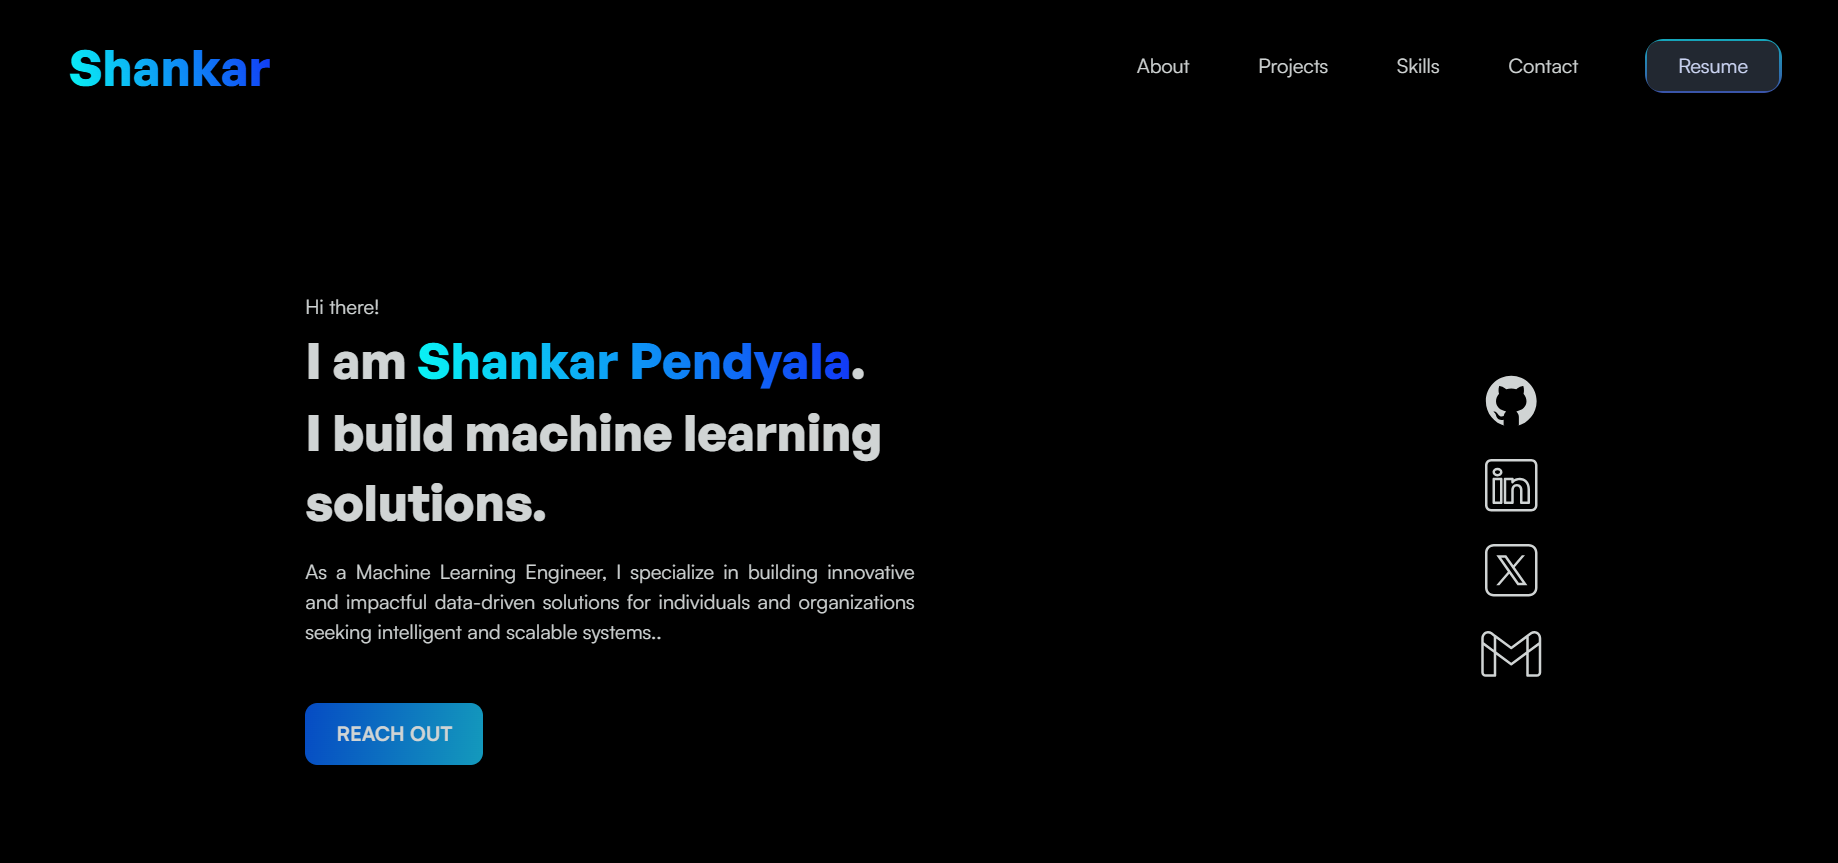 Shankar
About
Projects
Skills
Contact
Resume
Hi there!
I am Shankar Pendyala.
I build machine learning
solutions.
As a Machine Learning Engineer, I specialize in building innovative
and impactful data-driven solutions for individuals and organizations
seeking intelligent and scalable systems..
REACH OUT
in
X
M